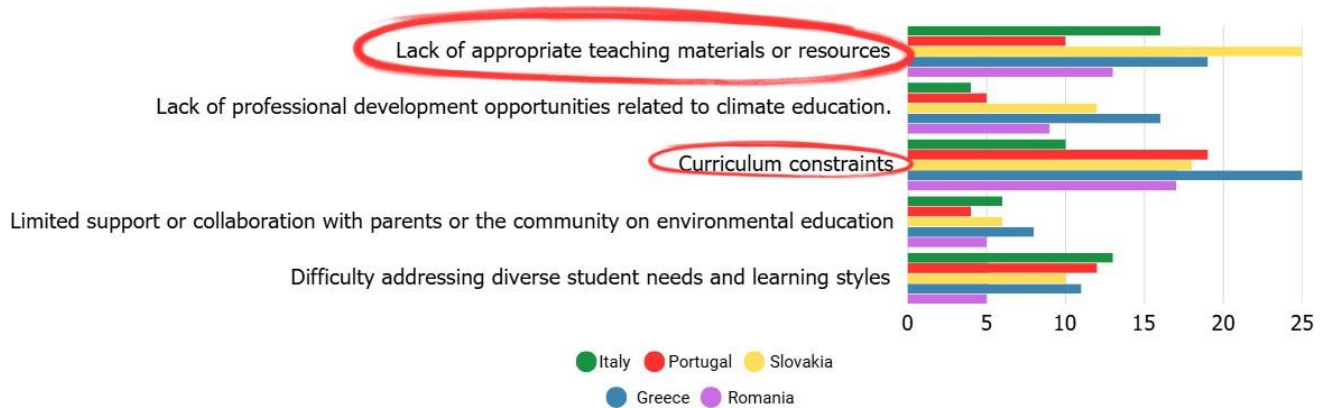 Lack of appropriate teaching materials or resources
Lack of professional development opportunities related to climate education.
Curriculum constraints
Limited support or collaboration with parents or the community on environmental education
Difficulty addressing diverse student needs and learning styles
0 5 10 15 20 25
Italy Portugal Slovakia
Greece Romania